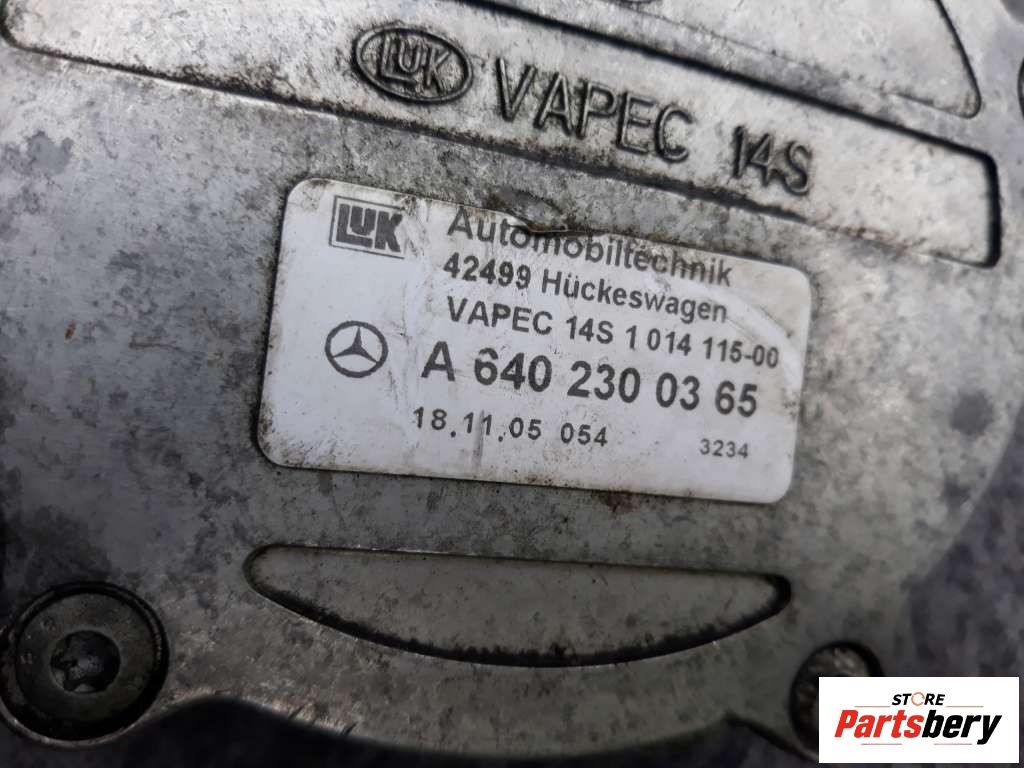 LUK VAPEC 14S
LUK Automobiltechnik
42499 Hückeswagen
VAPEC 14S 1 014 115-00
A 640 230 03 65
18.11.05 054 3234
STORE
Partsbery